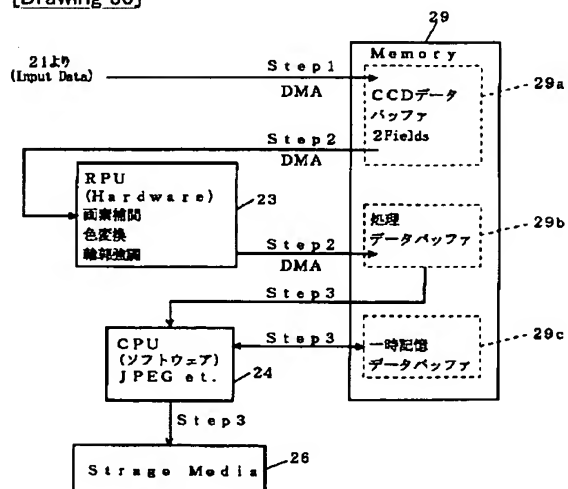 [Drawing 30]
29
Memory
21より
(Input Data)
Step1
DMA
29a
CCDデータ
バッファ
2Fields
Step2
DMA
RPU
(Hardware)
画素補間
色変換
輪郭強調
23
Step2
DMA
処理
データバッファ
29b
Step3
CPU
(ソフトウェア)
JPEG et.
24
Step3
一時記憶
データバッファ
29c
Step3
Strage Media
26